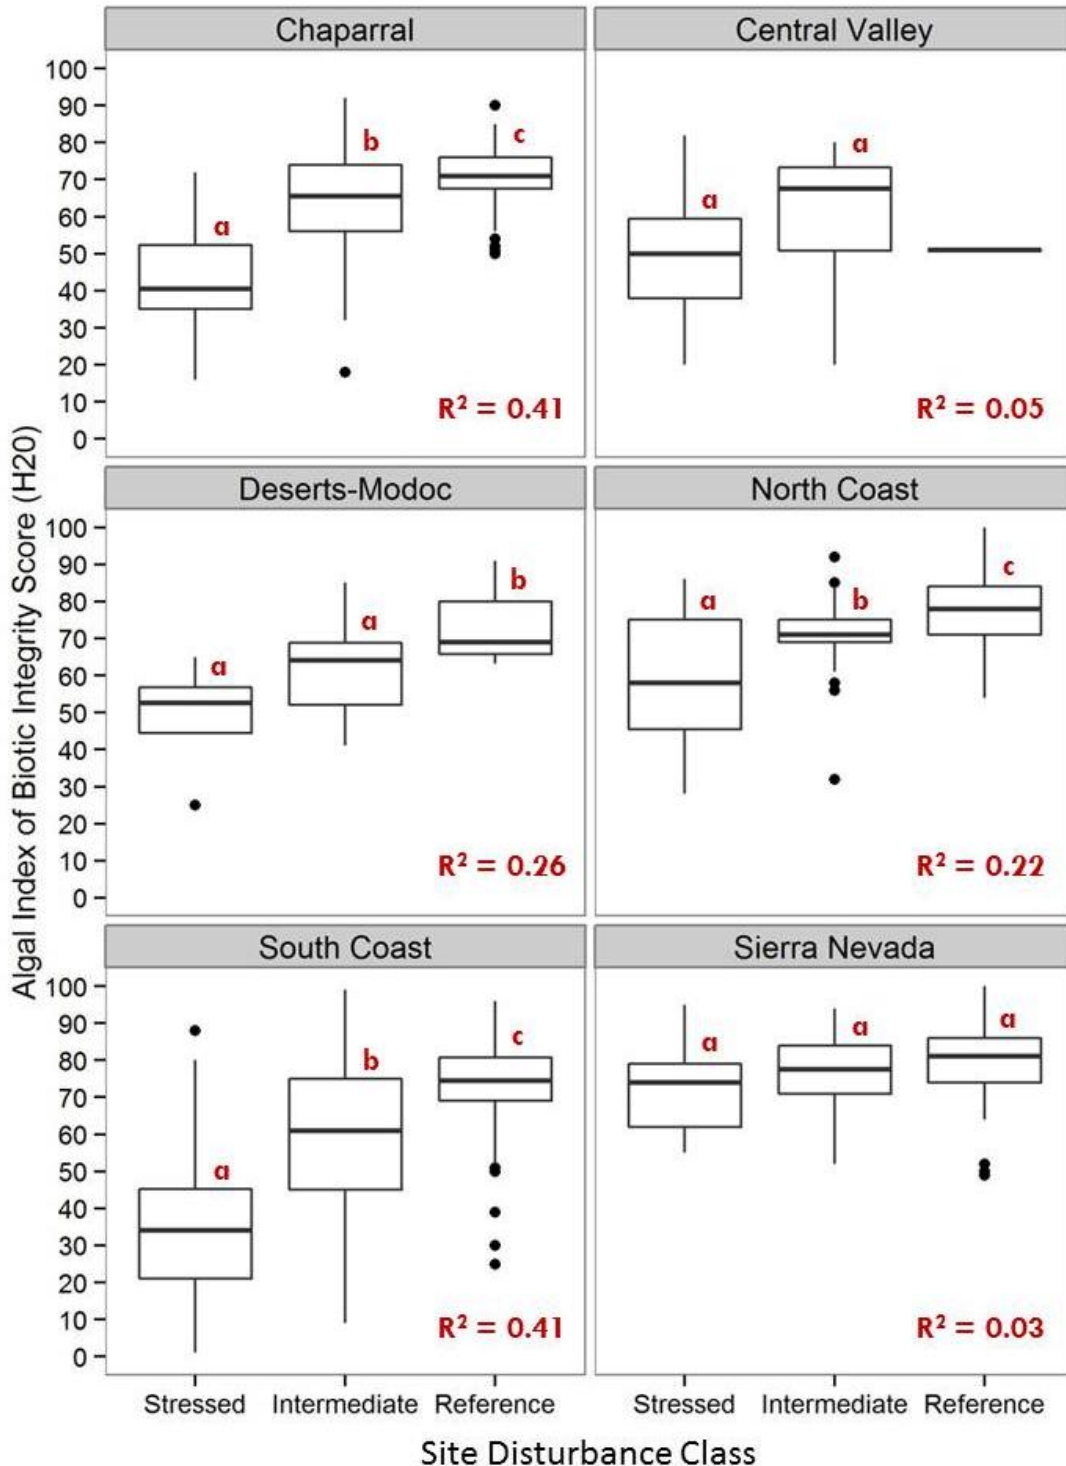 Chaparral
Central Valley
100
90
80
70
60
50
40
30
20
10
0
a
b
c
R² = 0.41
a
a
R² = 0.05
Deserts-Modoc
North Coast
100
90
80
70
60
50
40
30
20
10
0
a
a
b
R² = 0.26
a
b
c
R² = 0.22
South Coast
Sierra Nevada
100
90
80
70
60
50
40
30
20
10
0
a
b
c
R² = 0.41
a
a
a
R² = 0.03
Algal Index of Biotic Integrity Score (H20)
Stressed Intermediate Reference
Stressed Intermediate Reference
Site Disturbance Class